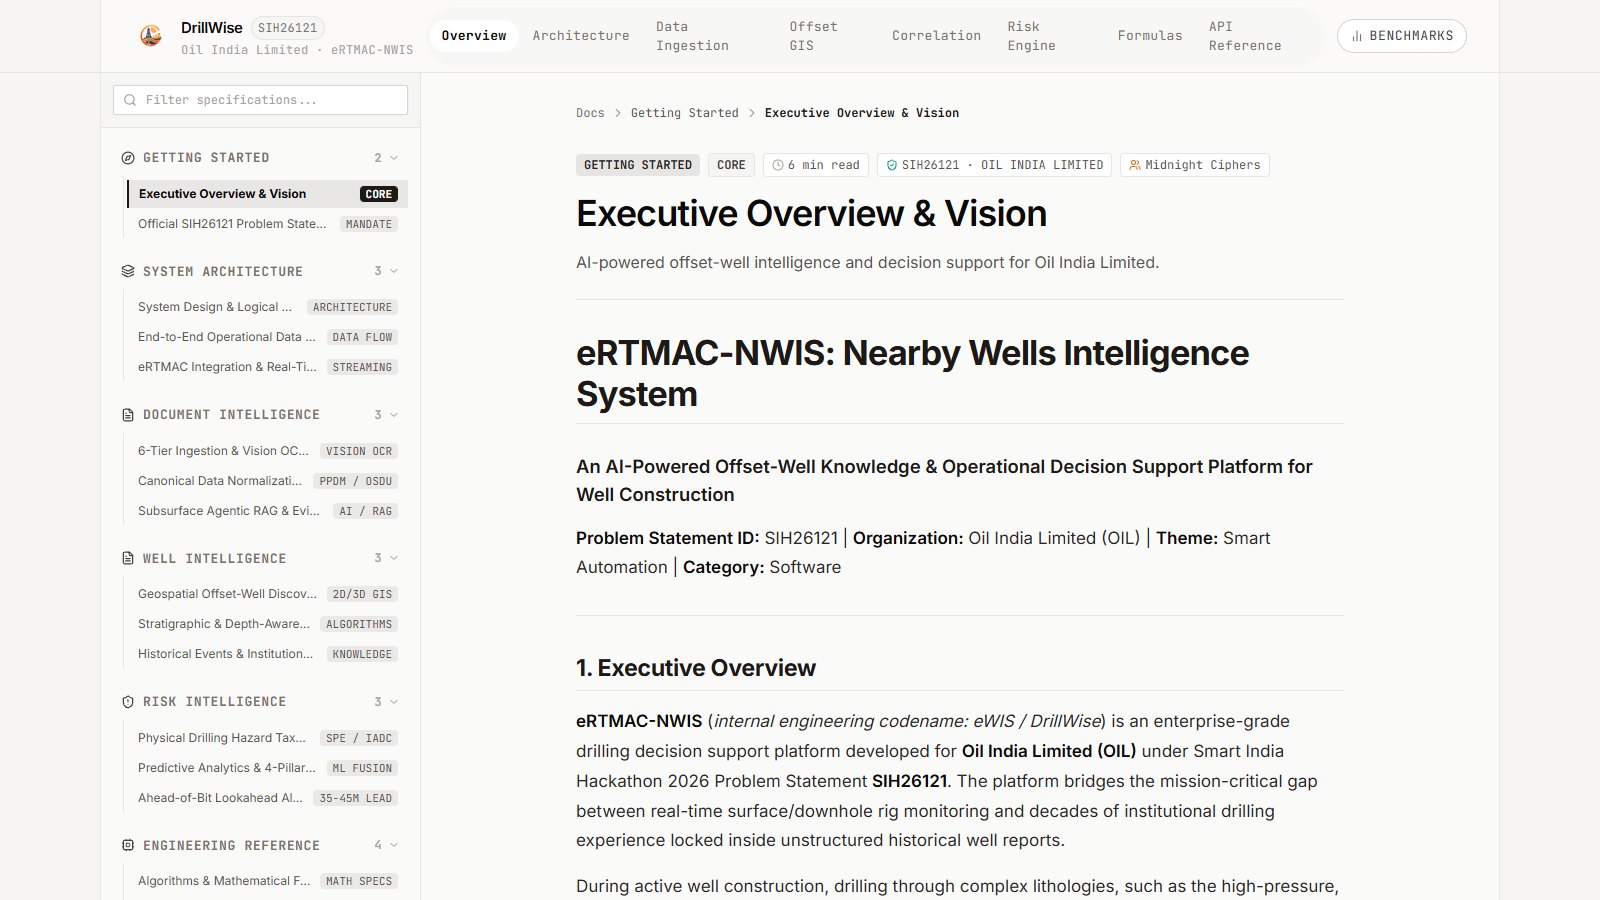 DrillWise SIH26121
Oil India Limited · eRTMAC-NWIS
Overview
Architecture
Data
Ingestion
Offset
GIS
Correlation
Risk
Engine
Formulas
API
Reference
BENCHMARKS
Filter specifications...
GETTING STARTED 2
Executive Overview & Vision CORE
Official SIH26121 Problem State... MANDATE
SYSTEM ARCHITECTURE 3
System Design & Logical ... ARCHITECTURE
End-to-End Operational Data ... DATA FLOW
eRTMAC Integration & Real-Ti... STREAMING
DOCUMENT INTELLIGENCE 3
6-Tier Ingestion & Vision OC... VISION OCR
Canonical Data Normalizati... PPDM / OSDU
Subsurface Agentic RAG & Evi... AI / RAG
WELL INTELLIGENCE 3
Geospatial Offset-Well Discov... 2D/3D GIS
Stratigraphic & Depth-Aware... ALGORITHMS
Historical Events & Institution... KNOWLEDGE
RISK INTELLIGENCE 3
Physical Drilling Hazard Tax... SPE / IADC
Predictive Analytics & 4-Pillar... ML FUSION
Ahead-of-Bit Lookahead Al... 35-45M LEAD
ENGINEERING REFERENCE 4
Algorithms & Mathematical F... MATH SPECS
Docs > Getting Started > Executive Overview & Vision
GETTING STARTED CORE 6 min read SIH26121 · OIL INDIA LIMITED Midnight Ciphers
Executive Overview & Vision
AI-powered offset-well intelligence and decision support for Oil India Limited.
eRTMAC-NWIS: Nearby Wells Intelligence
System
An AI-Powered Offset-Well Knowledge & Operational Decision Support Platform for
Well Construction
Problem Statement ID: SIH26121 | Organization: Oil India Limited (OIL) | Theme: Smart
Automation | Category: Software
1. Executive Overview
eRTMAC-NWIS (internal engineering codename: eWIS / DrillWise) is an enterprise-grade
drilling decision support platform developed for Oil India Limited (OIL) under Smart India
Hackathon 2026 Problem Statement SIH26121. The platform bridges the mission-critical gap
between real-time surface/downhole rig monitoring and decades of institutional drilling
experience locked inside unstructured historical well reports.
During active well construction, drilling through complex lithologies, such as the high-pressure,